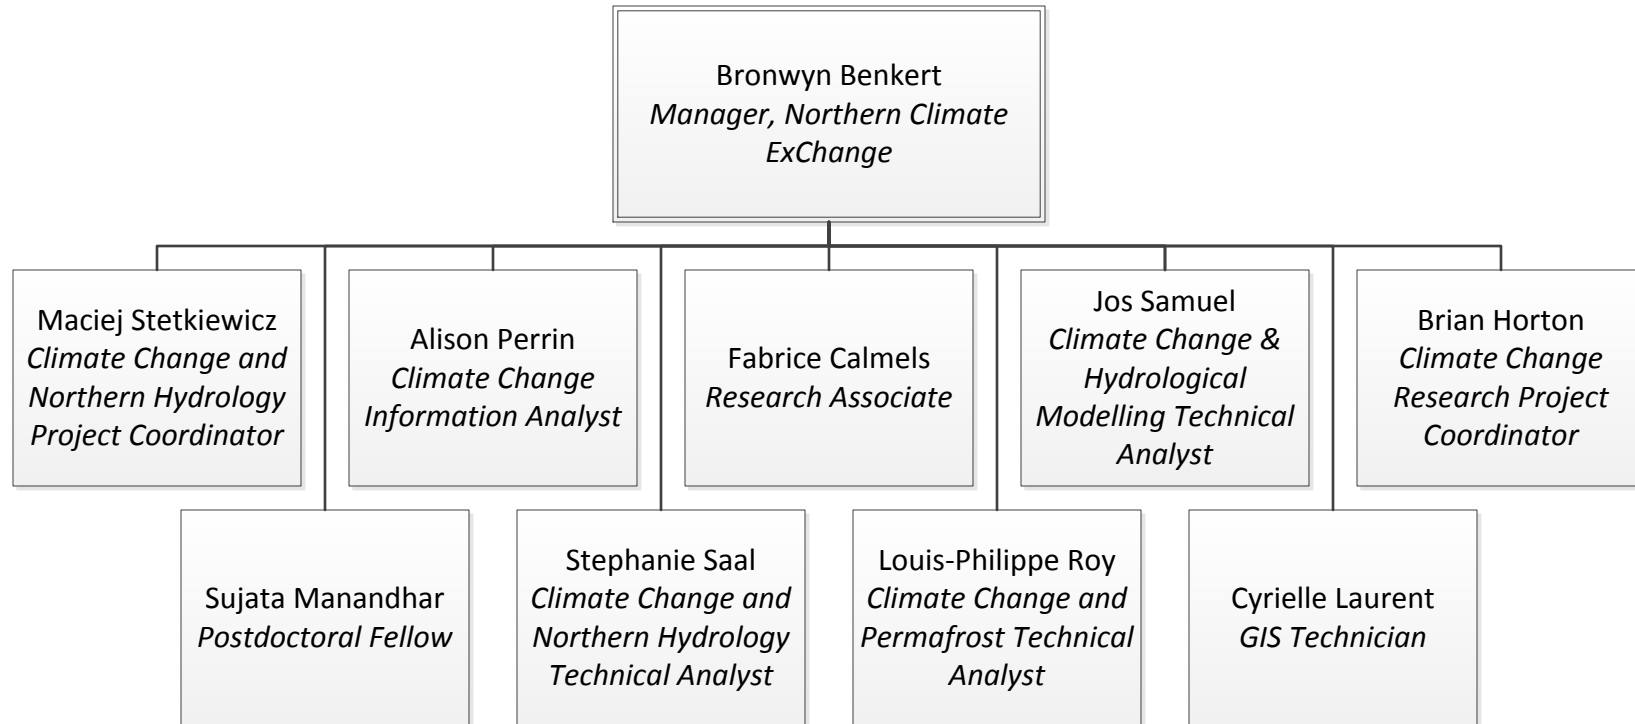 Bronwyn Benkert
Manager, Northern Climate
ExChange
Maciej Stetkiewicz
Climate Change and
Northern Hydrology
Project Coordinator
Alison Perrin
Climate Change
Information Analyst
Fabrice Calmels
Research Associate
Jos Samuel
Climate Change &
Hydrological
Modelling Technical
Analyst
Brian Horton
Climate Change
Research Project
Coordinator
Sujata Manandhar
Postdoctoral Fellow
Stephanie Saal
Climate Change and
Northern Hydrology
Technical Analyst
Louis-Philippe Roy
Climate Change and
Permafrost Technical
Analyst
Cyrielle Laurent
GIS Technician